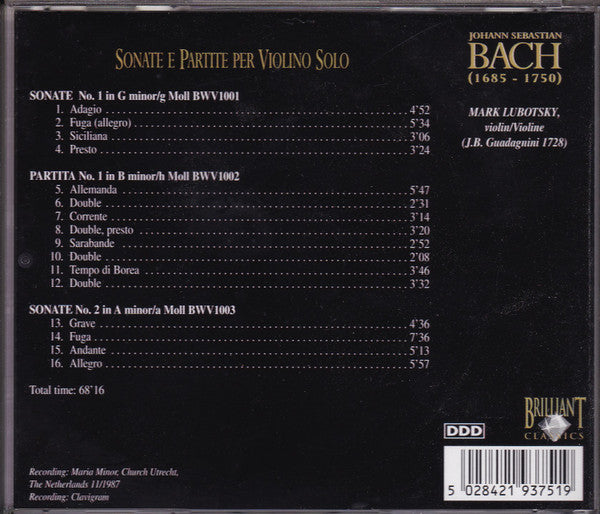 SONATE E PARTITE PER VIOLINO SOLO
JOHANN SEBASTIAN
BACH
(1685 - 1750)
MARK LUBOTSKY,
violin/Violine
(J.B. Guadagnini 1728)
SONATE No. 1 in G minor/g Moll BWV1001
1. Adagio 4'52
2. Fuga (allegro) 5'34
3. Siciliana 3'06
4. Presto 3'24
PARTITA No. 1 in B minor/h Moll BWV1002
5. Allemanda 5'47
6. Double 2'31
7. Corrente 3'14
8. Double, presto 3'20
9. Sarabande 2'52
10. Double 2'08
11. Tempo di Borea 3'46
12. Double 3'32
SONATE No. 2 in A minor/a Moll BWV1003
13. Grave 4'36
14. Fuga 7'36
15. Andante 5'13
16. Allegro 5'57
Total time: 68'16
Recording: Maria Minor, Church Utrecht,
The Netherlands 11/1987
Recording: Clavigram
DDD
BRILLIANT
CLASSICS
5 028421 937519